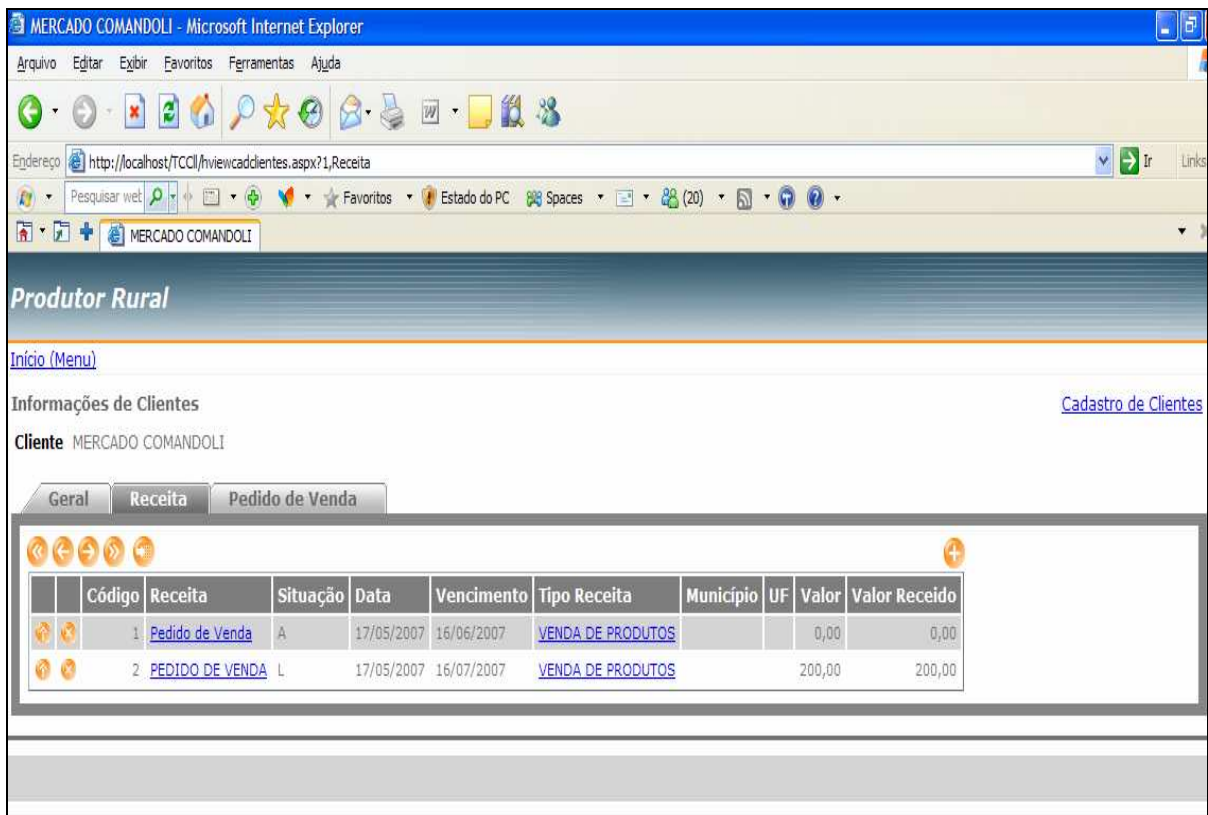 MERCADO COMANDOLI - Microsoft Internet Explorer
Arquivo Editar Exibir Favoritos Ferramentas Ajuda
Endereço http://localhost/TCCII/hviewcadclientes.aspx?1,Receita Ir Links
Pesquisar wet Favoritos Estado do PC Spaces (20)
MERCADO COMANDOLI
Produtor Rural
Início (Menu)
Informações de Clientes Cadastro de Clientes
Cliente MERCADO COMANDOLI
Geral Receita Pedido de Venda
Código Receita Situação Data Vencimento Tipo Receita Município UF Valor Valor Receido
1 Pedido de Venda A 17/05/2007 16/06/2007 VENDA DE PRODUTOS 0,00 0,00
2 PEDIDO DE VENDA L 17/05/2007 16/07/2007 VENDA DE PRODUTOS 200,00 200,00